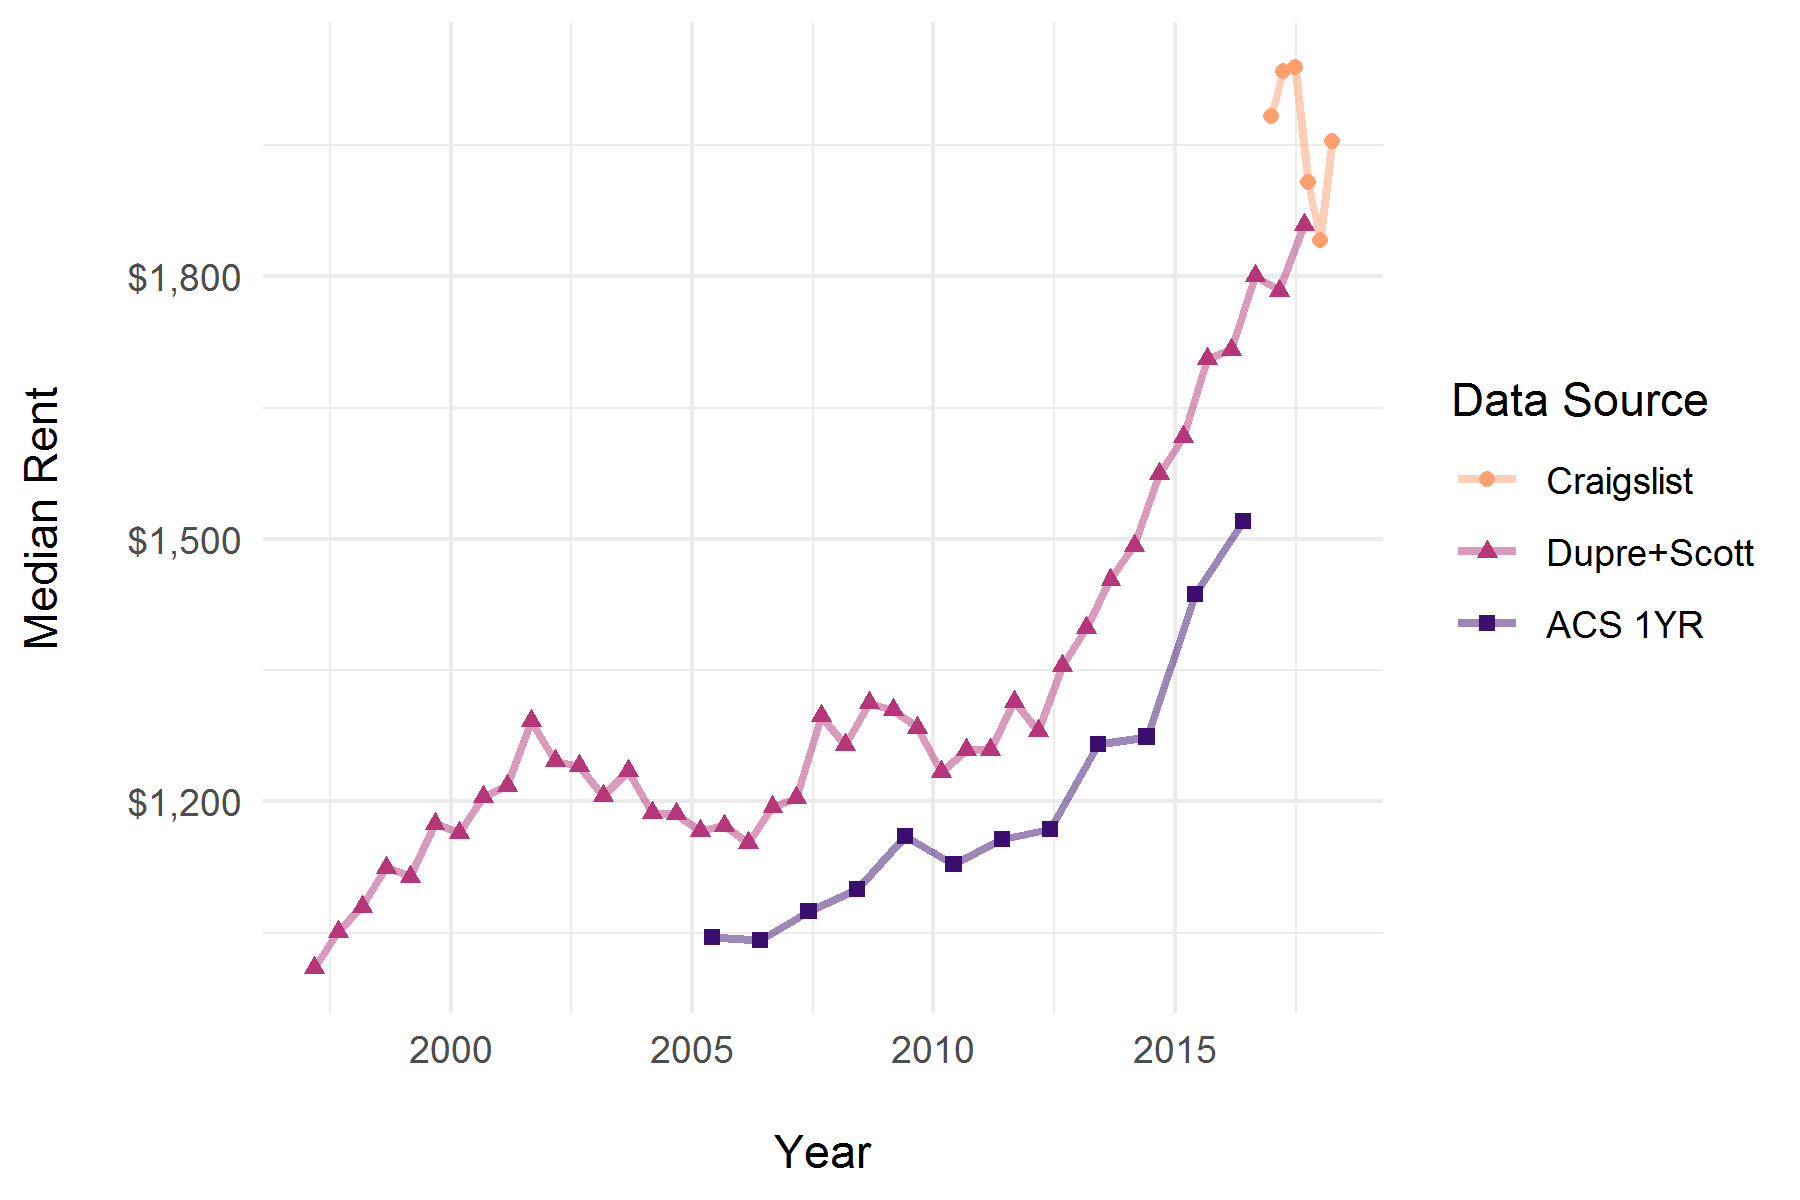 $1,800
$1,500
$1,200
Median Rent
2000 2005 2010 2015
Year
Data Source
Craigslist
Dupre+Scott
ACS 1YR